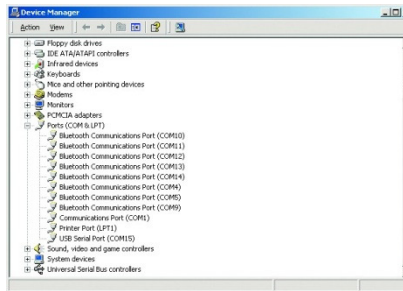 Device Manager
Action View
Floppy disk drives
IDE ATA/ATAPI controllers
Infrared devices
Keyboards
Mice and other pointing devices
Modems
Monitors
PCMCIA adapters
Ports (COM & LPT)
Bluetooth Communications Port (COM10)
Bluetooth Communications Port (COM11)
Bluetooth Communications Port (COM12)
Bluetooth Communications Port (COM13)
Bluetooth Communications Port (COM14)
Bluetooth Communications Port (COM4)
Bluetooth Communications Port (COM5)
Bluetooth Communications Port (COM9)
Communications Port (COM1)
Printer Port (LPT1)
USB Serial Port (COM15)
Sound, video and game controllers
System devices
Universal Serial Bus controllers